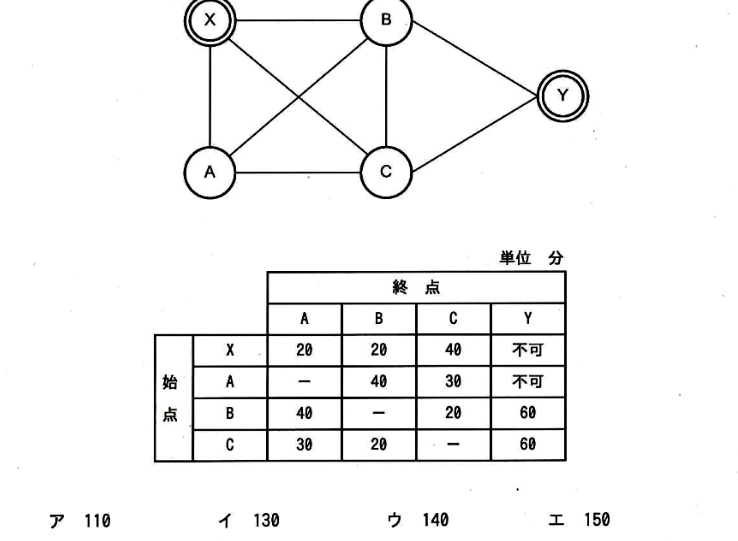 X
B
Y
A
C
単位 分
終 点
A B C Y
X 20 20 40 不可
始 A － 40 30 不可
点 B 40 － 20 60
C 30 20 － 60
ア 110 イ 130 ウ 140 エ 150